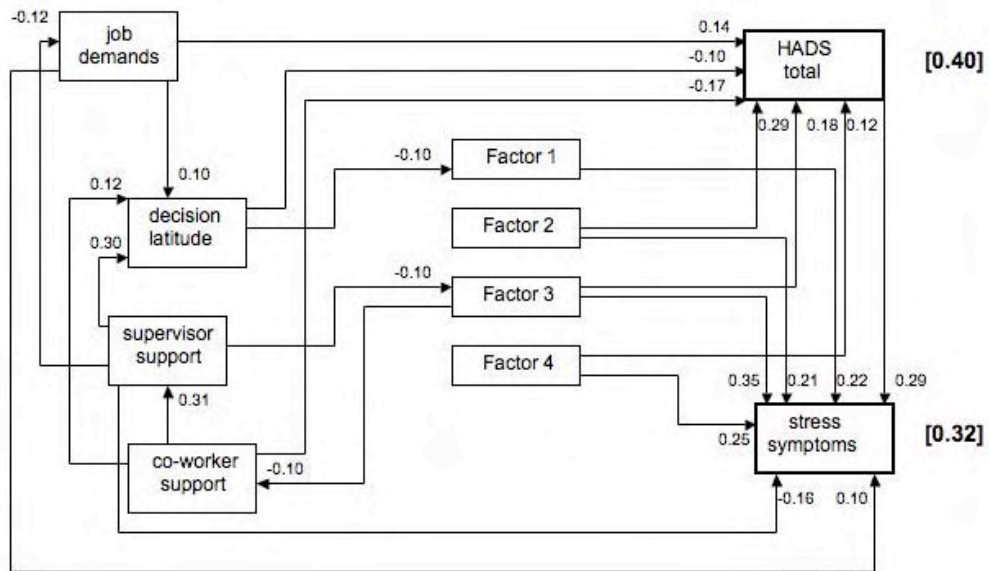 -0.12
job
demands
0.14
HADS
total
-0.10
[0.40]
-0.17
0.29
0.18
0.12
-0.10
Factor 1
0.12
0.10
decision
latitude
Factor 2
0.30
-0.10
Factor 3
supervisor
support
Factor 4
0.31
0.35
0.21
0.22
0.29
stress
symptoms
[0.32]
0.25
co-worker
support
-0.10
-0.16
0.10